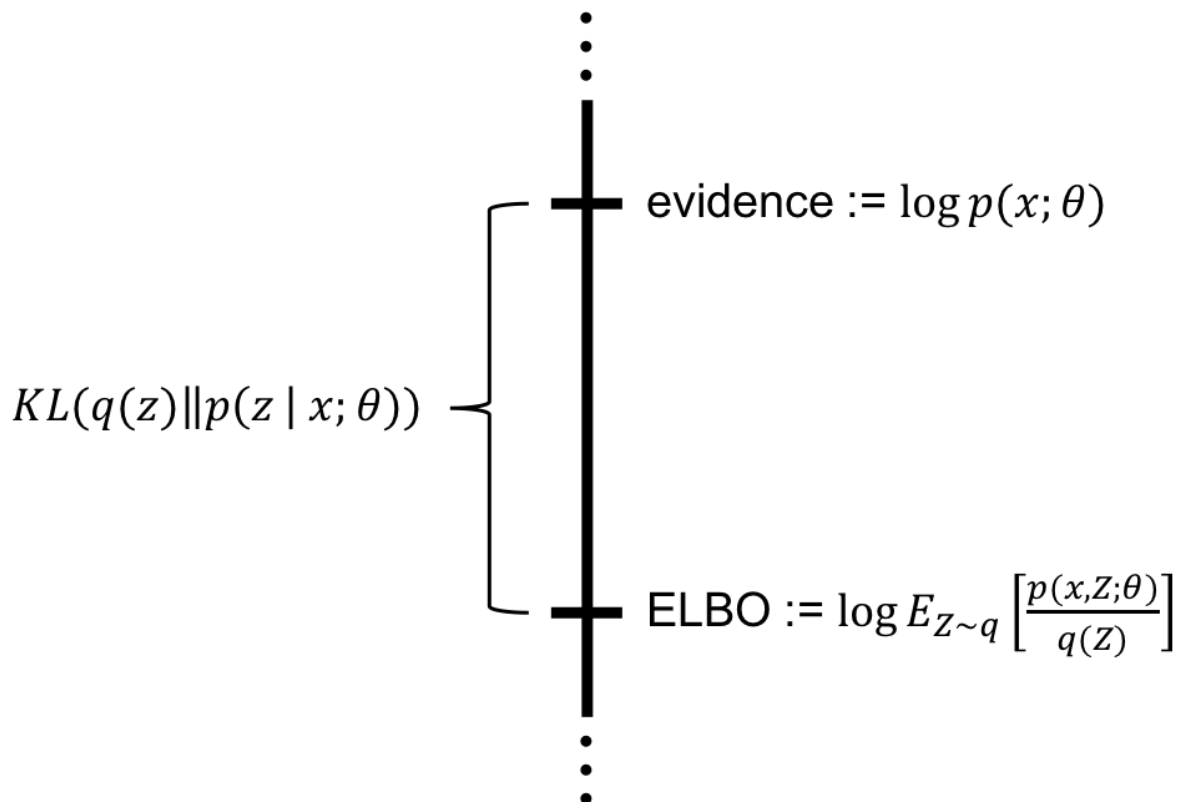 evidence := log p(x; θ)
KL(q(z)‖p(z | x; θ))
ELBO := log E_{Z~q} [p(x,Z;θ) / q(Z)]